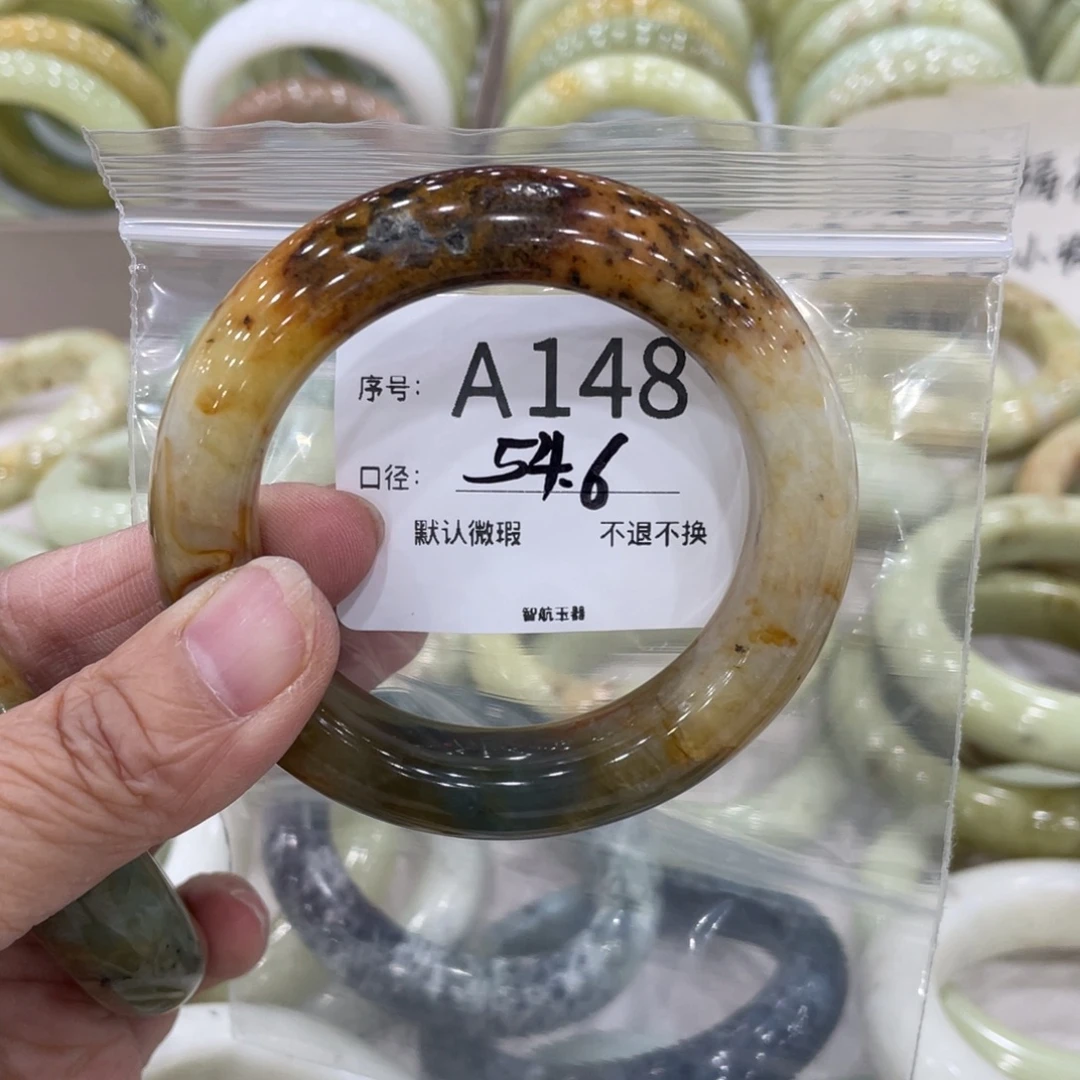 序号: A148
口径: 54.6
默认微瑕 不退不换
智航玉器
小